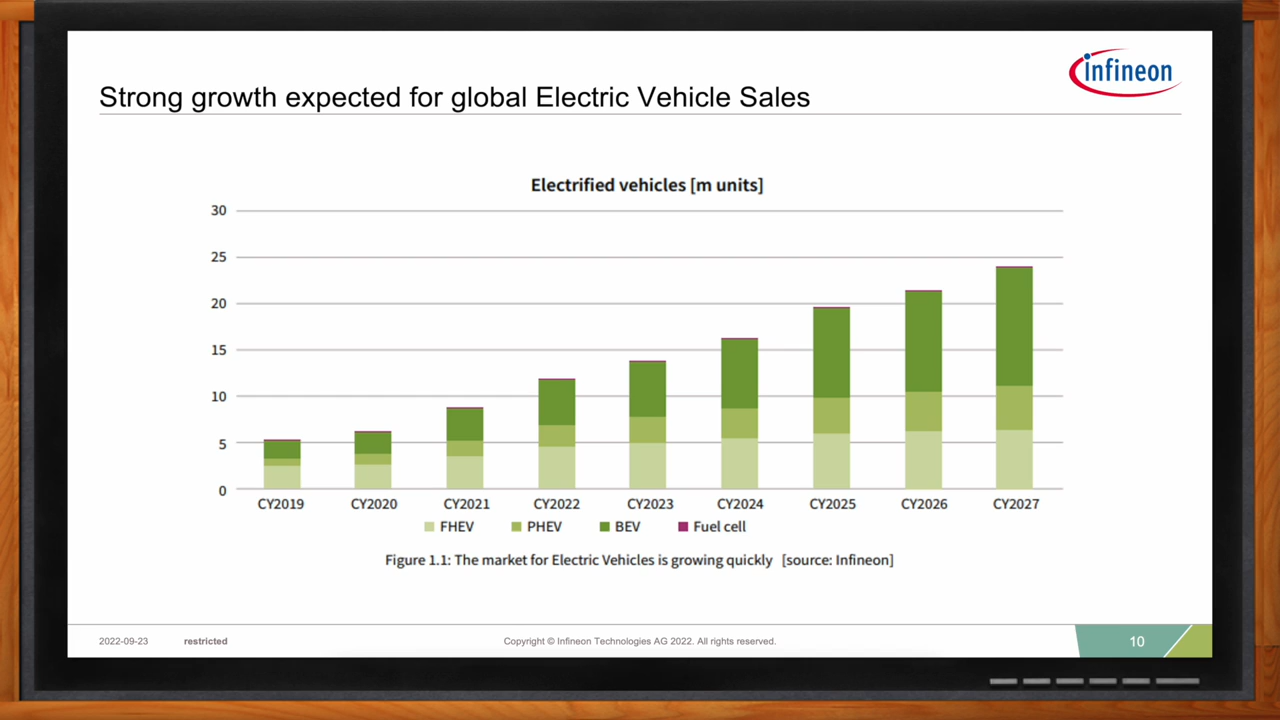 infineon
Strong growth expected for global Electric Vehicle Sales
Electrified vehicles [m units]
30
25
20
15
10
5
0
CY2019 CY2020 CY2021 CY2022 CY2023 CY2024 CY2025 CY2026 CY2027
FHEV PHEV BEV Fuel cell
Figure 1.1: The market for Electric Vehicles is growing quickly [source: Infineon]
2022-09-23 restricted Copyright © Infineon Technologies AG 2022. All rights reserved. 10